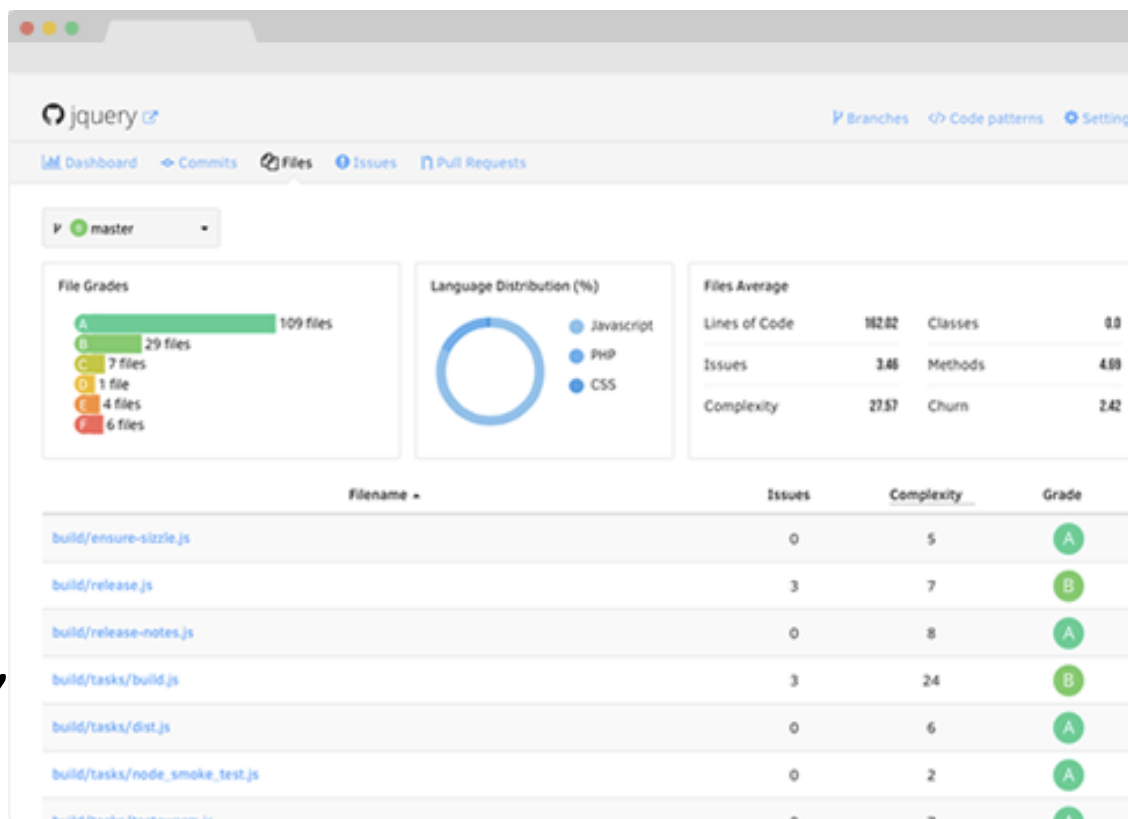 jquery
Branches Code patterns Setting
Dashboard Commits Files Issues Pull Requests
B master
File Grades
A 109 files
B 29 files
C 7 files
D 1 file
E 4 files
F 6 files
Language Distribution (%)
Javascript
PHP
CSS
Files Average
Lines of Code 162.02 Classes 0.0
Issues 3.46 Methods
Complexity 27.57 Churn 2.42
Filename Issues Complexity Grade
build/ensure-sizzle.js 0 5 A
build/release.js 3 7 B
build/release-notes.js 0 8 A
build/tasks/build.js 3 24 B
build/tasks/dist.js 0 6 A
build/tasks/node_smoke_test.js 0 2 A